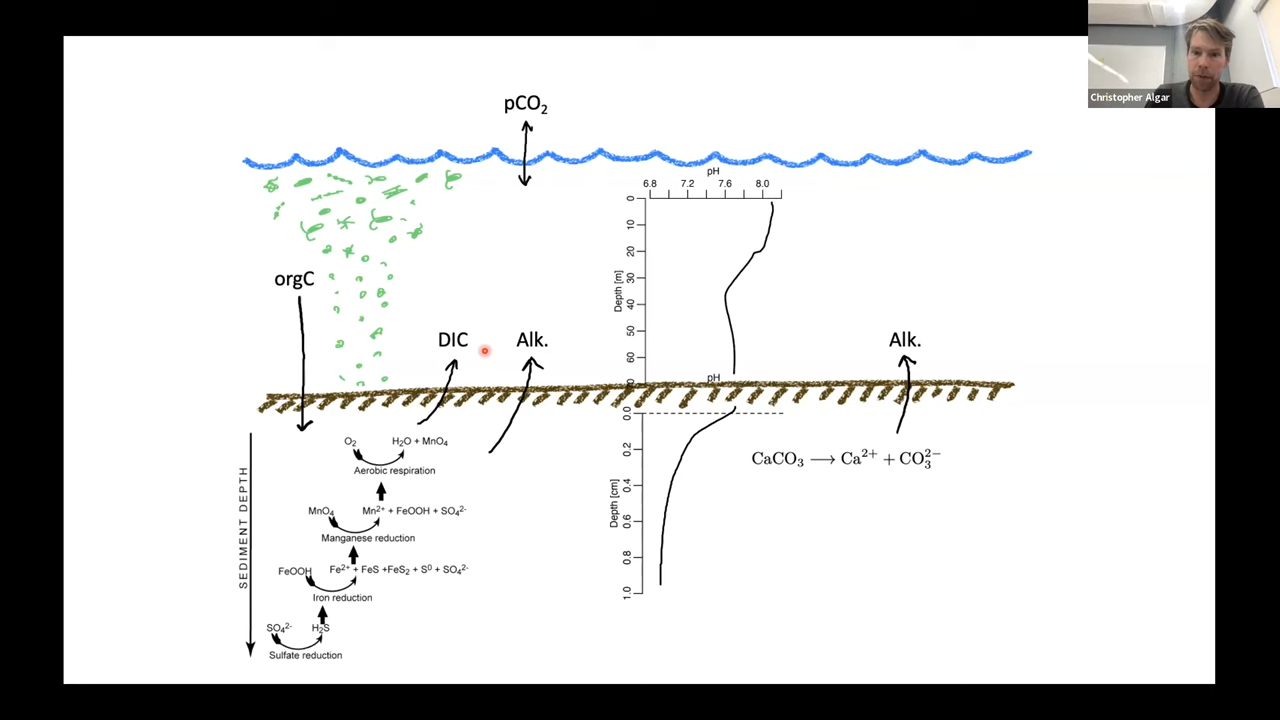 Christopher Algar
pCO₂
pH
6.8 7.2 7.6 8.0
0
10
20
30
40
50
60
Depth [m]
orgC
DIC
Alk.
Alk.
pH
0.0
0.2
0.4
0.6
0.8
1.0
Depth [cm]
CaCO₃ ⟶ Ca²⁺ + CO₃²⁻
SEDIMENT DEPTH
O₂ H₂O + MnO₄
Aerobic respiration
MnO₄ Mn²⁺ + FeOOH + SO₄²⁻
Manganese reduction
FeOOH Fe²⁺ + FeS +FeS₂ + S⁰ + SO₄²⁻
Iron reduction
SO₄²⁻ H₂S
Sulfate reduction